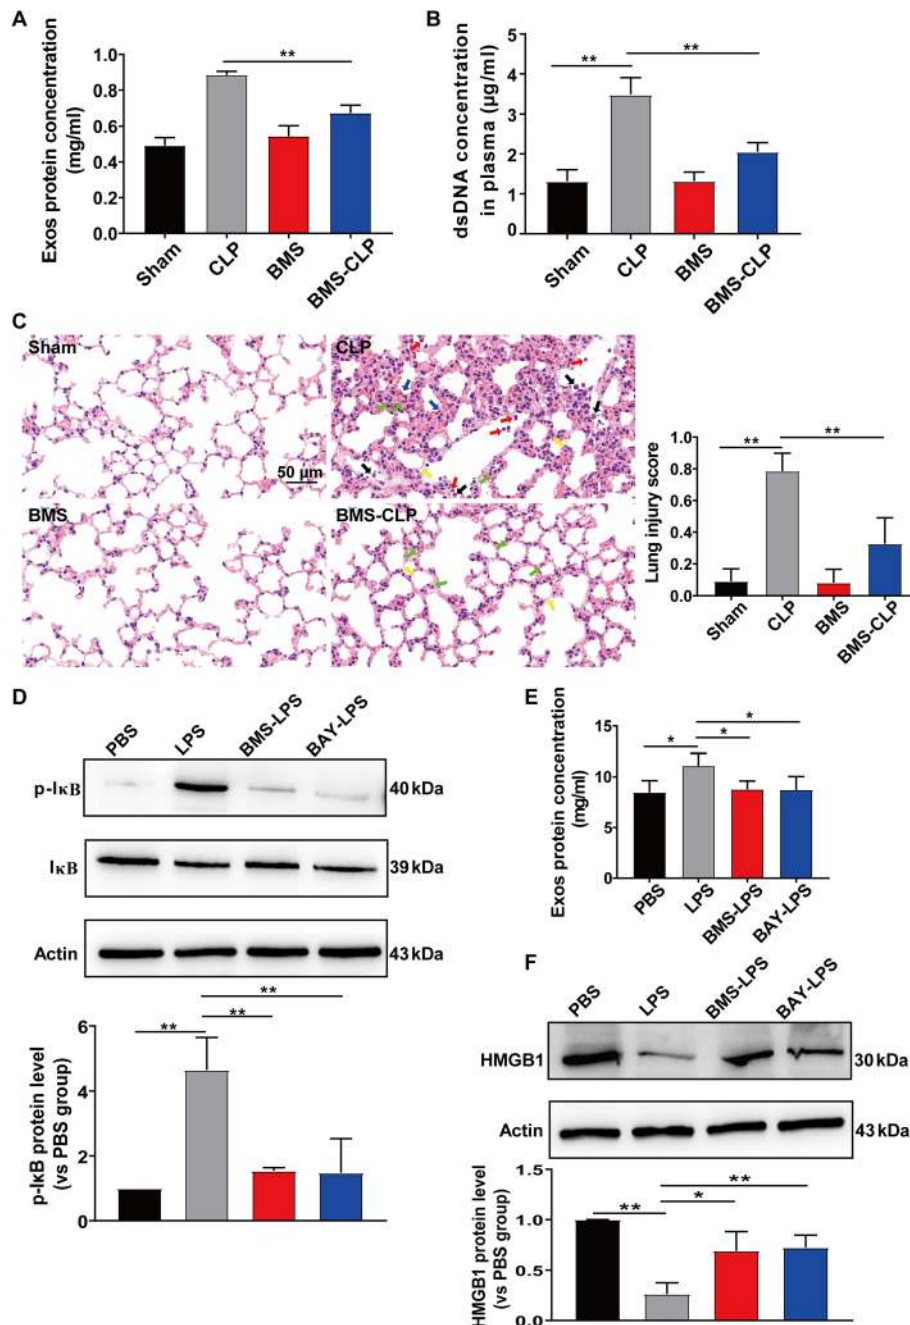 A
Exos protein concentration
(mg/ml)
1.0
0.8
0.6
0.4
0.2
0.0
**
Sham
CLP
BMS
BMS-CLP
B
dsDNA concentration
in plasma (μg/ml)
5
4
3
2
1
0
**
**
Sham
CLP
BMS
BMS-CLP
C
Sham
CLP
50 μm
BMS
BMS-CLP
Lung injury score
1.0
0.8
0.6
0.4
0.2
0.0
**
**
Sham
CLP
BMS
BMS-CLP
D
PBS
LPS
BMS-LPS
BAY-LPS
p-IκB
40 kDa
IκB
39 kDa
Actin
43 kDa
p-IκB protein level
(vs PBS group)
6
4
2
0
**
**
**
E
Exos protein concentration
(mg/ml)
15
10
5
0
*
*
*
PBS
LPS
BMS-LPS
BAY-LPS
F
PBS
LPS
BMS-LPS
BAY-LPS
HMGB1
30 kDa
Actin
43 kDa
HMGB1 protein level
(vs PBS group)
1.5
1.0
0.5
0.0
**
*
**